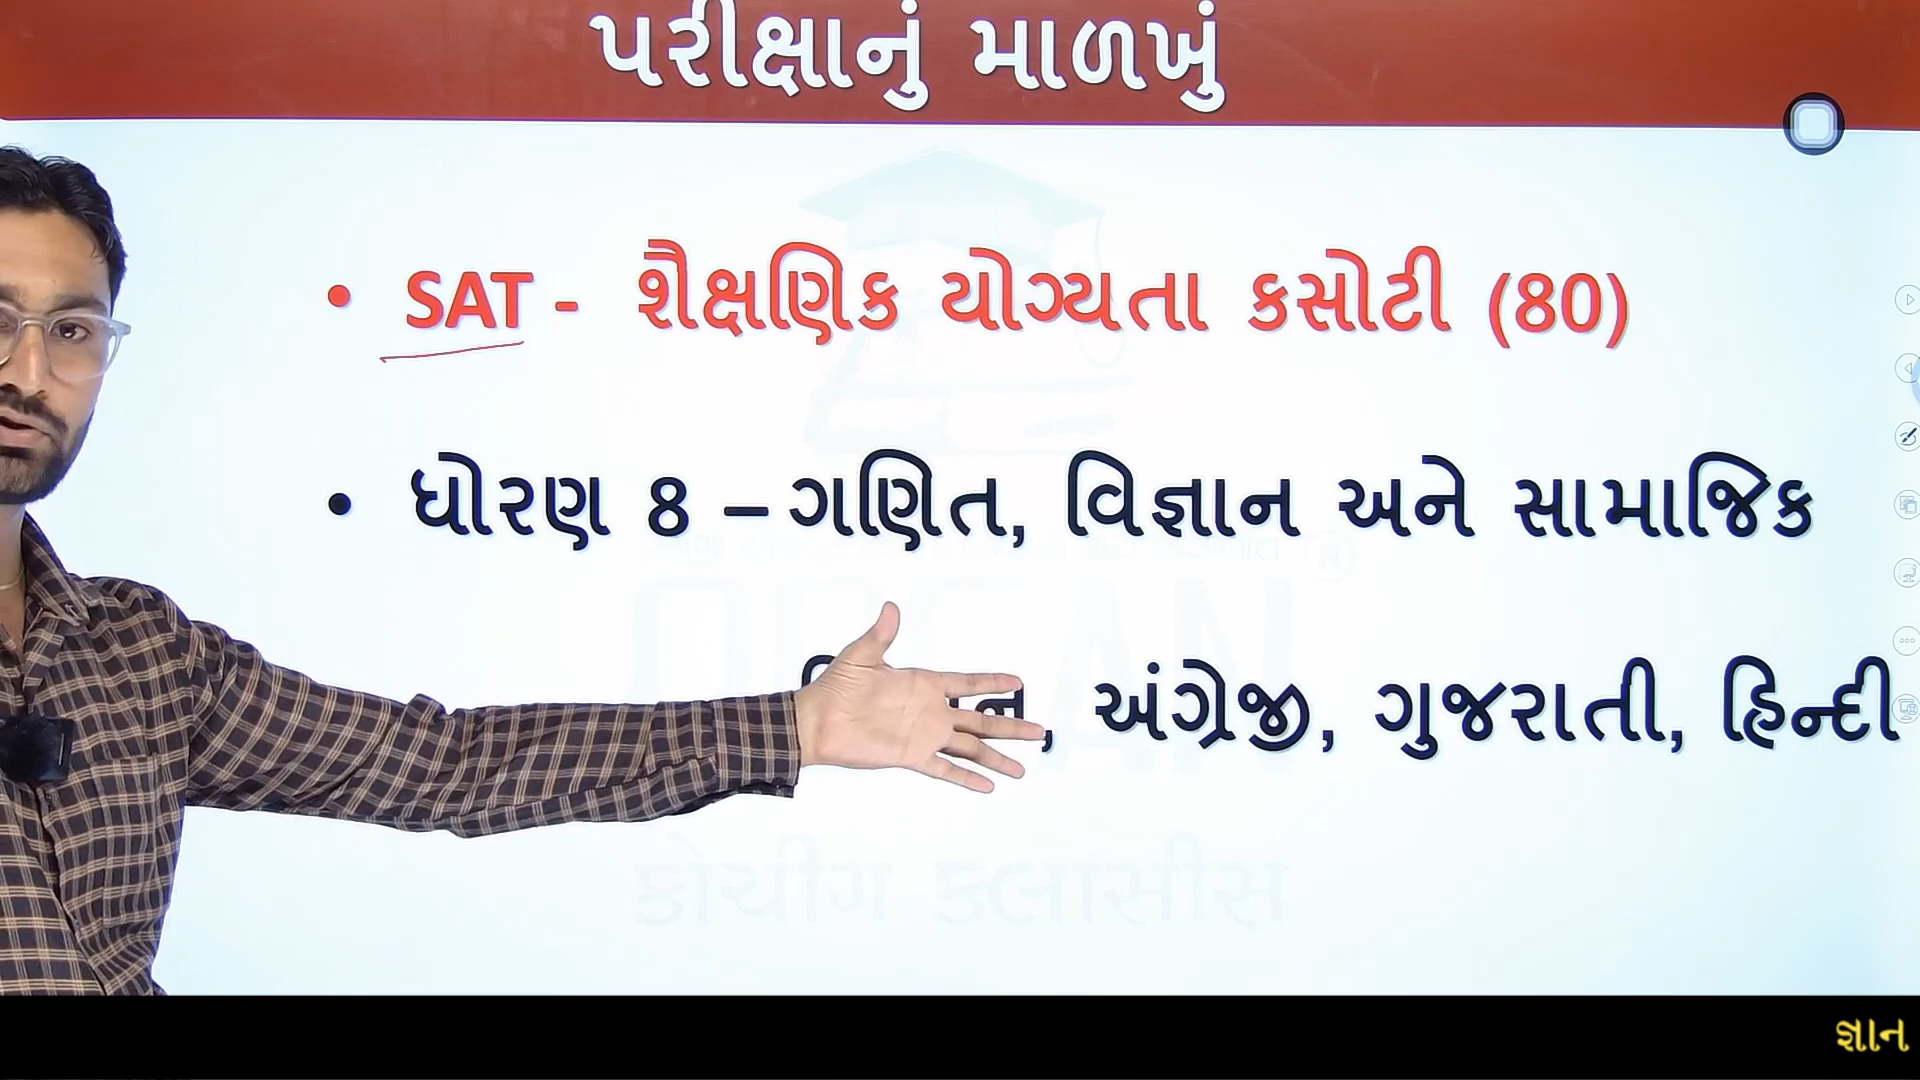 પરીક્ષાનું માળખું
• SAT - શૈક્ષણિક યોગ્યતા કસોટી (80)
• ધોરણ 8 – ગણિત, વિજ્ઞાન અને સામાજિક
અંગ્રેજી, ગુજરાતી, હિન્દી
કોચીંગ ક્લાસીસ
જ્ઞાન